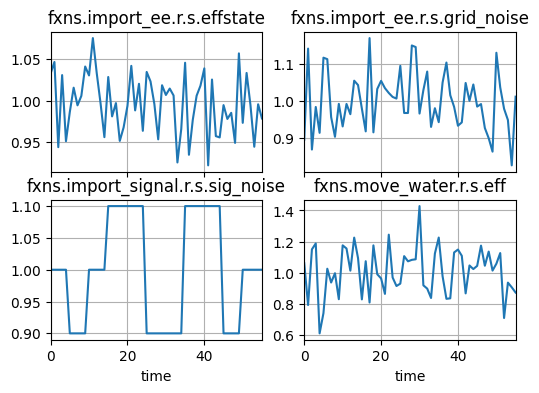 fxns.import_ee.r.s.effstate
fxns.import_ee.r.s.grid_noise
1.05
1.00
0.95
1.1
1.0
0.9
fxns.import_signal.r.s.sig_noise
fxns.move_water.r.s.eff
1.10
1.05
1.00
0.95
0.90
1.4
1.2
1.0
0.8
0.6
0 20 40
0 20 40
time
time